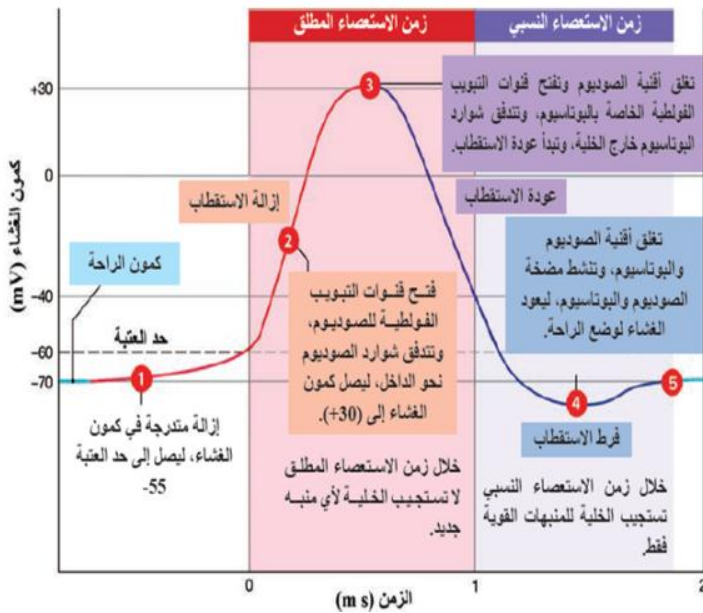 زمن الاستعصاء المطلق
زمن الاستعصاء النسبي
+30
0
-40
-60
-70
كمون الغشاء (mV)
3
تغلق أقنية الصوديوم وتفتح قنوات التبويب
الفولطية الخاصة بالبوتاسيوم، وتتدفق شوارد
البوتاسيوم خارج الخلية، وتبدأ عودة الاستقطاب.
إزالة الاستقطاب
عودة الاستقطاب
2
كمون الراحة
تغلق أقنية الصوديوم
والبوتاسيوم، وتنشط مضخة
الصوديوم والبوتاسيوم، ليعود
الغشاء لوضع الراحة.
فتح قنوات التبويب
الفولطية للصوديوم،
وتتدفق شوارد الصوديوم
نحو الداخل، ليصل كمون
الغشاء إلى (30+).
حد العتبة
1
4
5
إزالة متدرجة في كمون
الغشاء، ليصل إلى حد العتبة
-55
فرط الاستقطاب
خلال زمن الاستعصاء المطلق
لا تستجيب الخلية لأي منبه
جديد.
خلال زمن الاستعصاء النسبي
تستجيب الخلية للمنبهات القوية
فقط.
0
1
2
الزمن (m s)